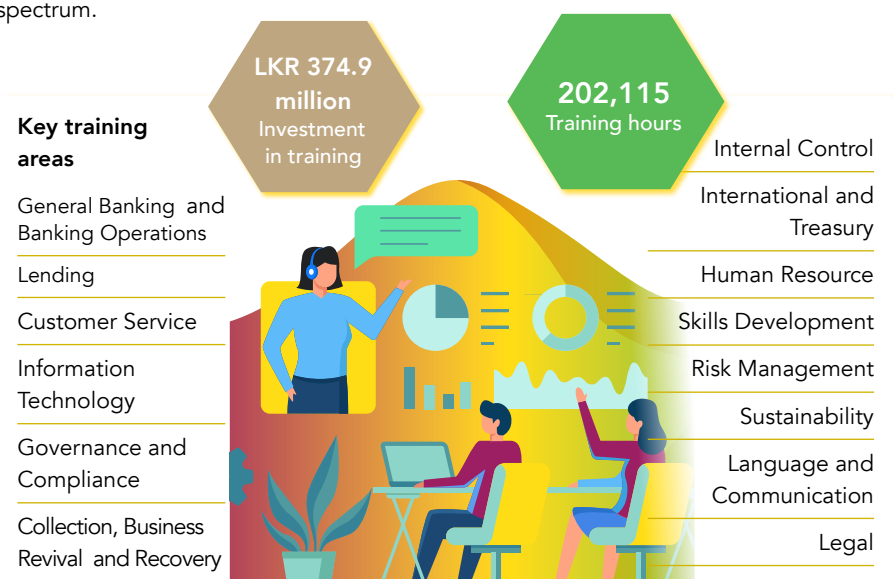 spectrum.
LKR 374.9
million
Investment
in training
202,115
Training hours
Key training
areas
General Banking and
Banking Operations
Lending
Customer Service
Information
Technology
Governance and
Compliance
Collection, Business
Revival and Recovery
Internal Control
International and
Treasury
Human Resource
Skills Development
Risk Management
Sustainability
Language and
Communication
Legal